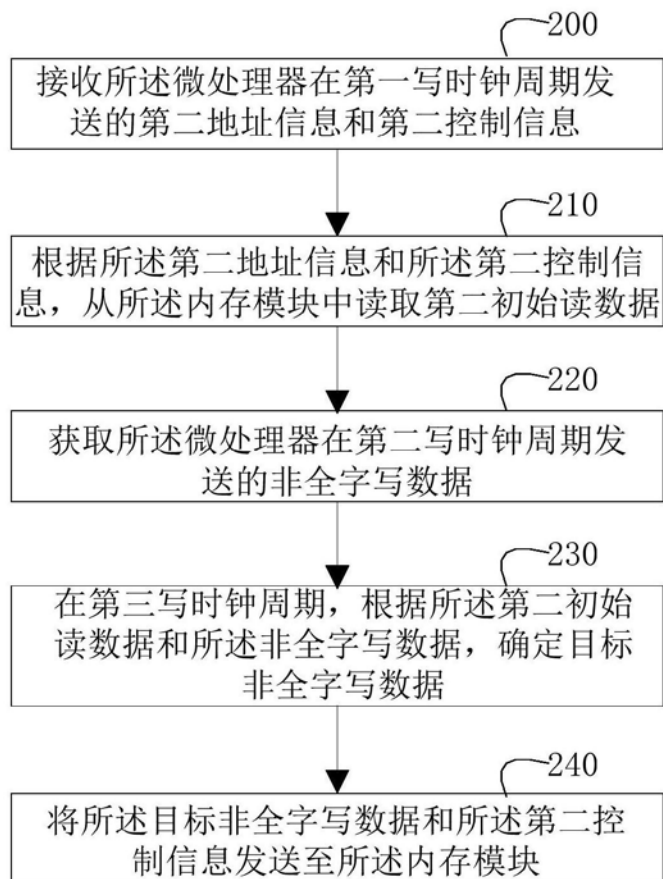 200
接收所述微处理器在第一写时钟周期发
送的第二地址信息和第二控制信息
210
根据所述第二地址信息和所述第二控制信
息，从所述内存模块中读取第二初始读数据
220
获取所述微处理器在第二写时钟周期发
送的非全字写数据
230
在第三写时钟周期，根据所述第二初始
读数据和所述非全字写数据，确定目标
非全字写数据
240
将所述目标非全字写数据和所述第二控
制信息发送至所述内存模块